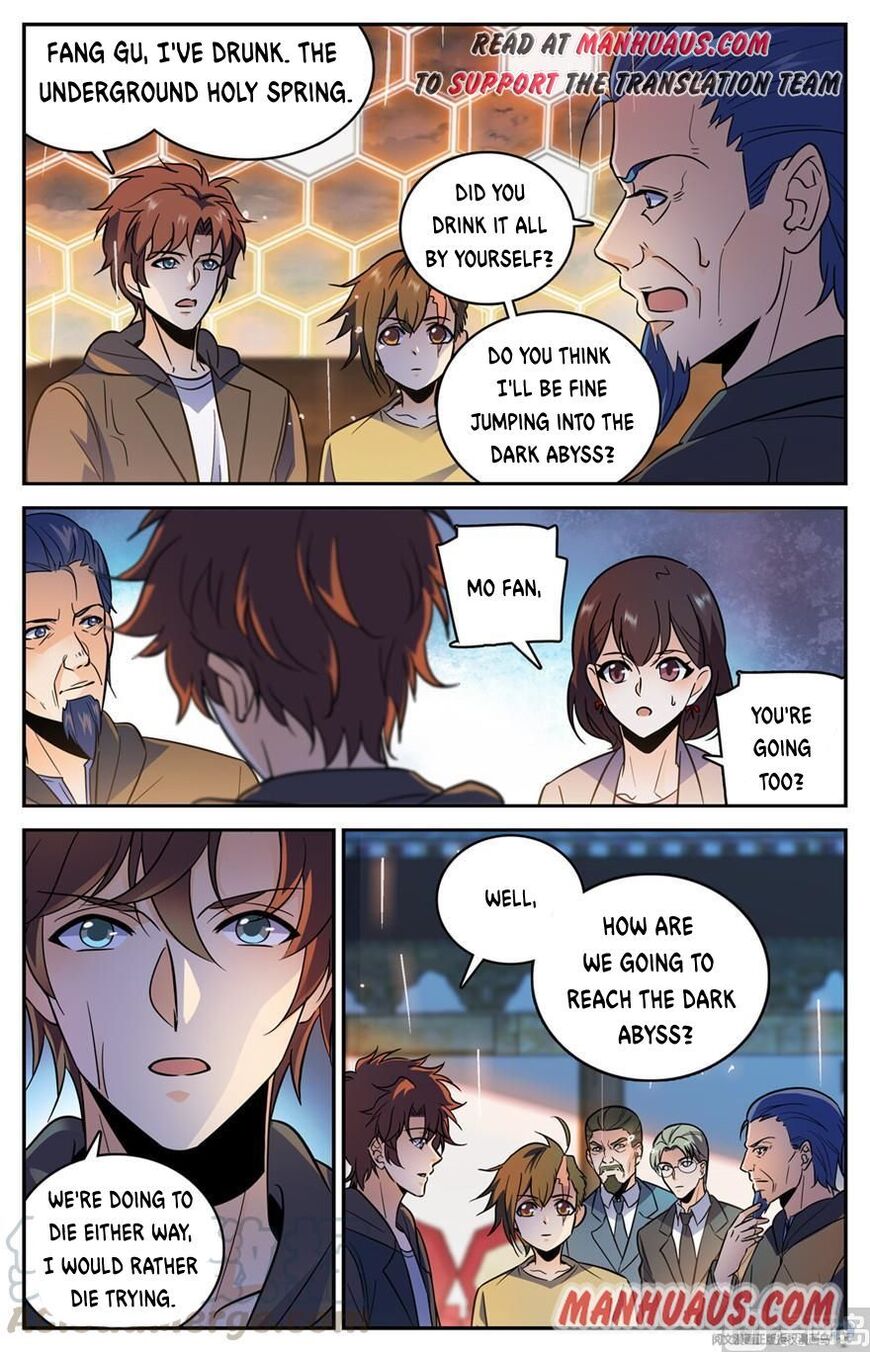 FANG GU, I'VE DRUNK. THE
UNDERGROUND HOLY SPRING.
READ AT MANHUAUS.COM
TO SUPPORT THE TRANSLATION TEAM
DID YOU
DRINK IT ALL
BY YOURSELF?
DO YOU THINK
I'LL BE FINE
JUMPING INTO THE
DARK ABYSS?
MO FAN,
YOU'RE
GOING
TOO?
WE'RE DOING TO
DIE EITHER WAY,
I WOULD RATHER
DIE TRYING.
WELL,
HOW ARE
WE GOING TO
REACH THE DARK
ABYSS?
MANHUAUS.COM